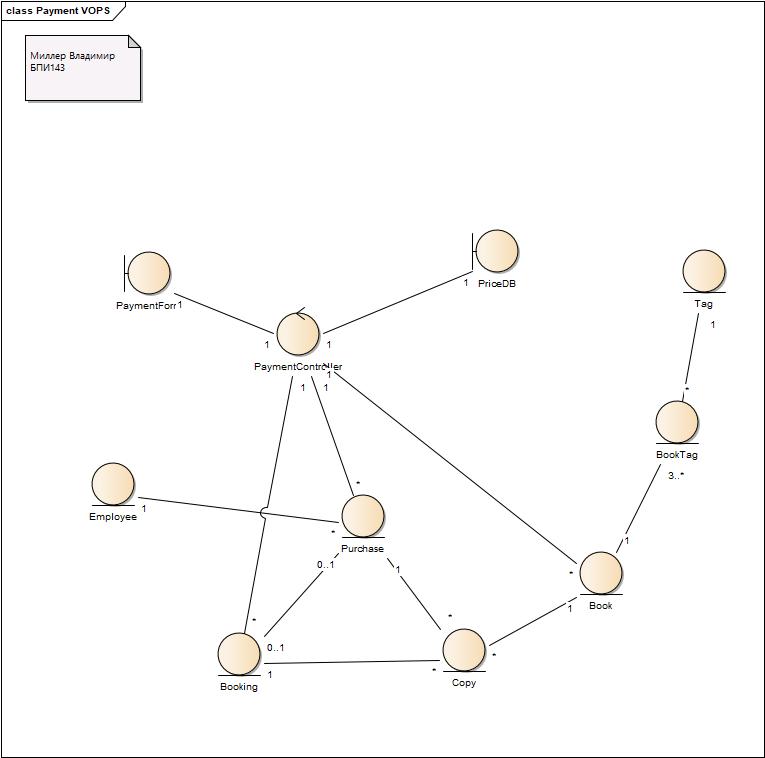 class Payment VOPS
Миллер Владимир
БПИ143
PriceDB
1
Tag
1
PaymentForm
1
1
1
PaymentController
1
1
1
*
BookTag
3..*
*
Employee
1
*
Purchase
1
0..1
1
*
Book
1
*
*
0..1
Booking
1
*
Copy
*